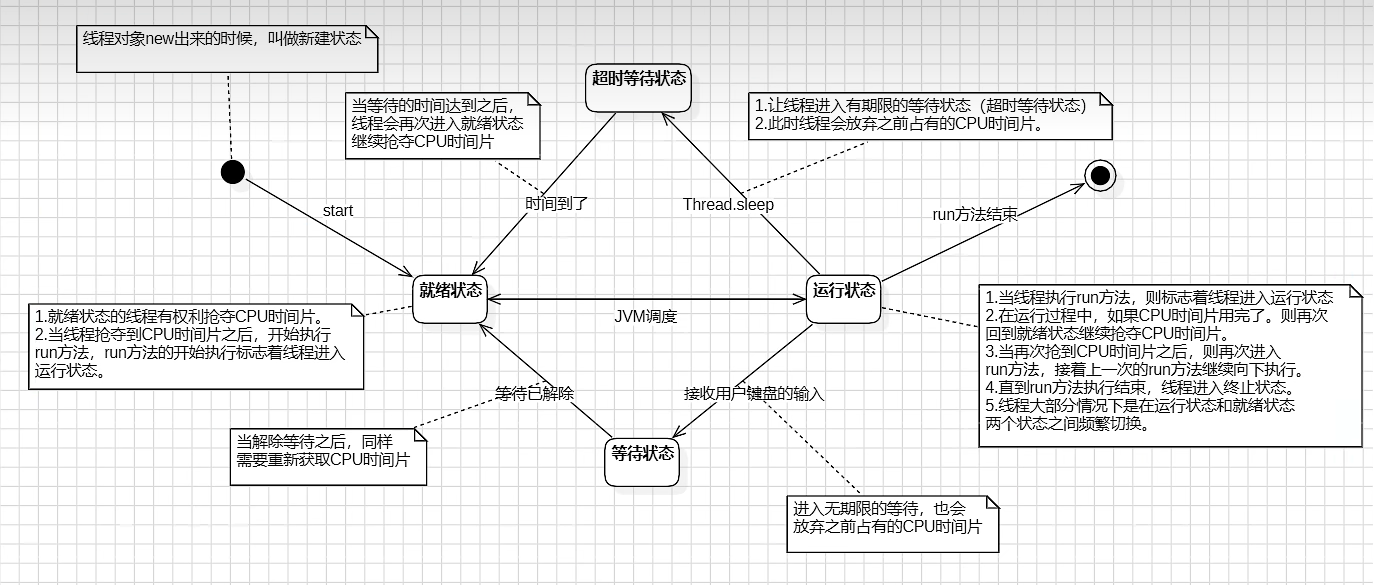 线程对象new出来的时候，叫做新建状态
超时等待状态
当等待的时间达到之后，
线程会再次进入就绪状态
继续抢夺CPU时间片
1.让线程进入有期限的等待状态（超时等待状态）
2.此时线程会放弃之前占有的CPU时间片。
start
时间到了
Thread.sleep
run方法结束
就绪状态
运行状态
JVM调度
1.就绪状态的线程有权利抢夺CPU时间片。
2.当线程抢夺到CPU时间片之后，开始执行
run方法，run方法的开始执行标志着线程进入
运行状态。
1.当线程执行run方法，则标志着线程进入运行状态
2.在运行过程中，如果CPU时间片用完了。则再次
回到就绪状态继续抢夺CPU时间片。
3.当再次抢到CPU时间片之后，则再次进入
run方法，接着上一次的run方法继续向下执行。
4.直到run方法执行结束，线程进入终止状态。
5.线程大部分情况下是在运行状态和就绪状态
两个状态之间频繁切换。
等待已解除
接收用户键盘的输入
当解除等待之后，同样
需要重新获取CPU时间片
等待状态
进入无期限的等待，也会
放弃之前占有的CPU时间片